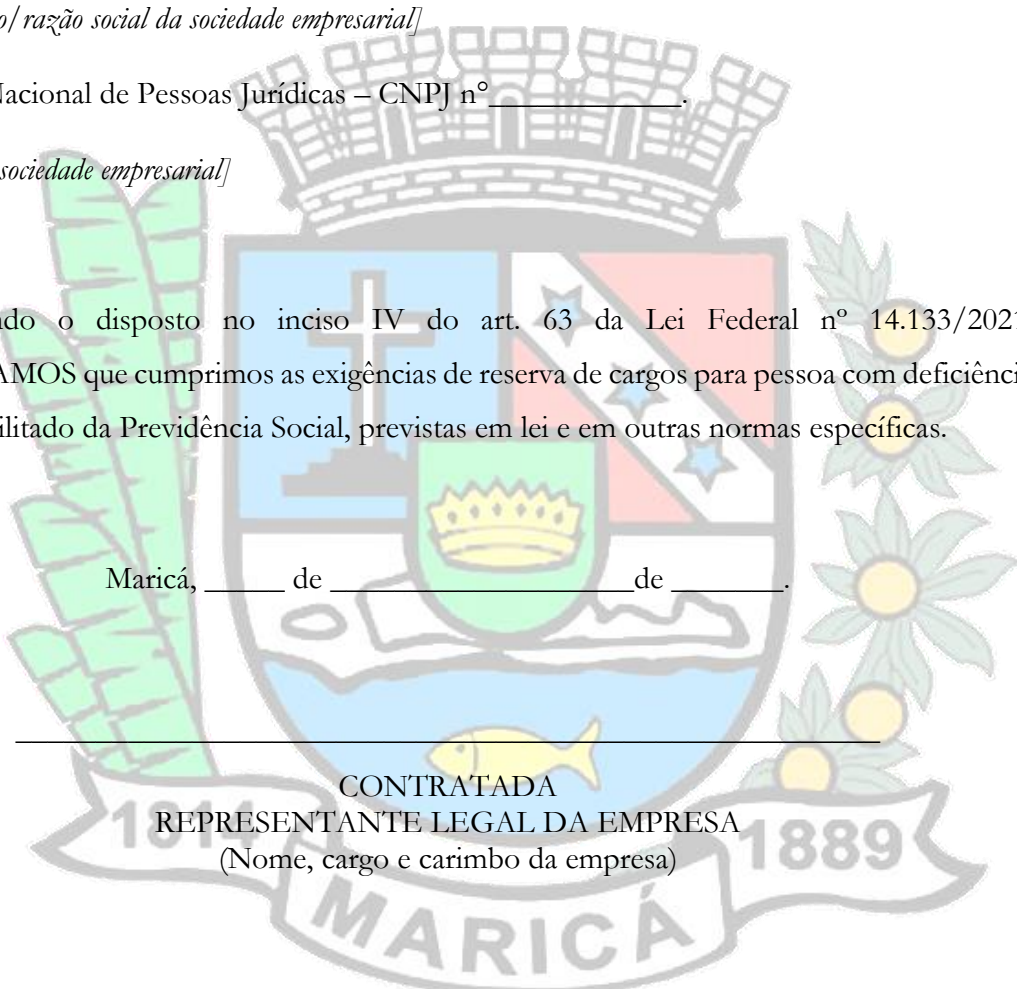 o/razão social da sociedade empresarial]
Nacional de Pessoas Jurídicas – CNPJ n°____________.
sociedade empresarial]
ndo o disposto no inciso IV do art. 63 da Lei Federal nº 14.133/2021
AMOS que cumprimos as exigências de reserva de cargos para pessoa com deficiênci
ilitado da Previdência Social, previstas em lei e em outras normas específicas.
Maricá, _____ de ___________________de _______.
CONTRATADA
REPRESENTANTE LEGAL DA EMPRESA
(Nome, cargo e carimbo da empresa)
1814 1889
MARICÁ